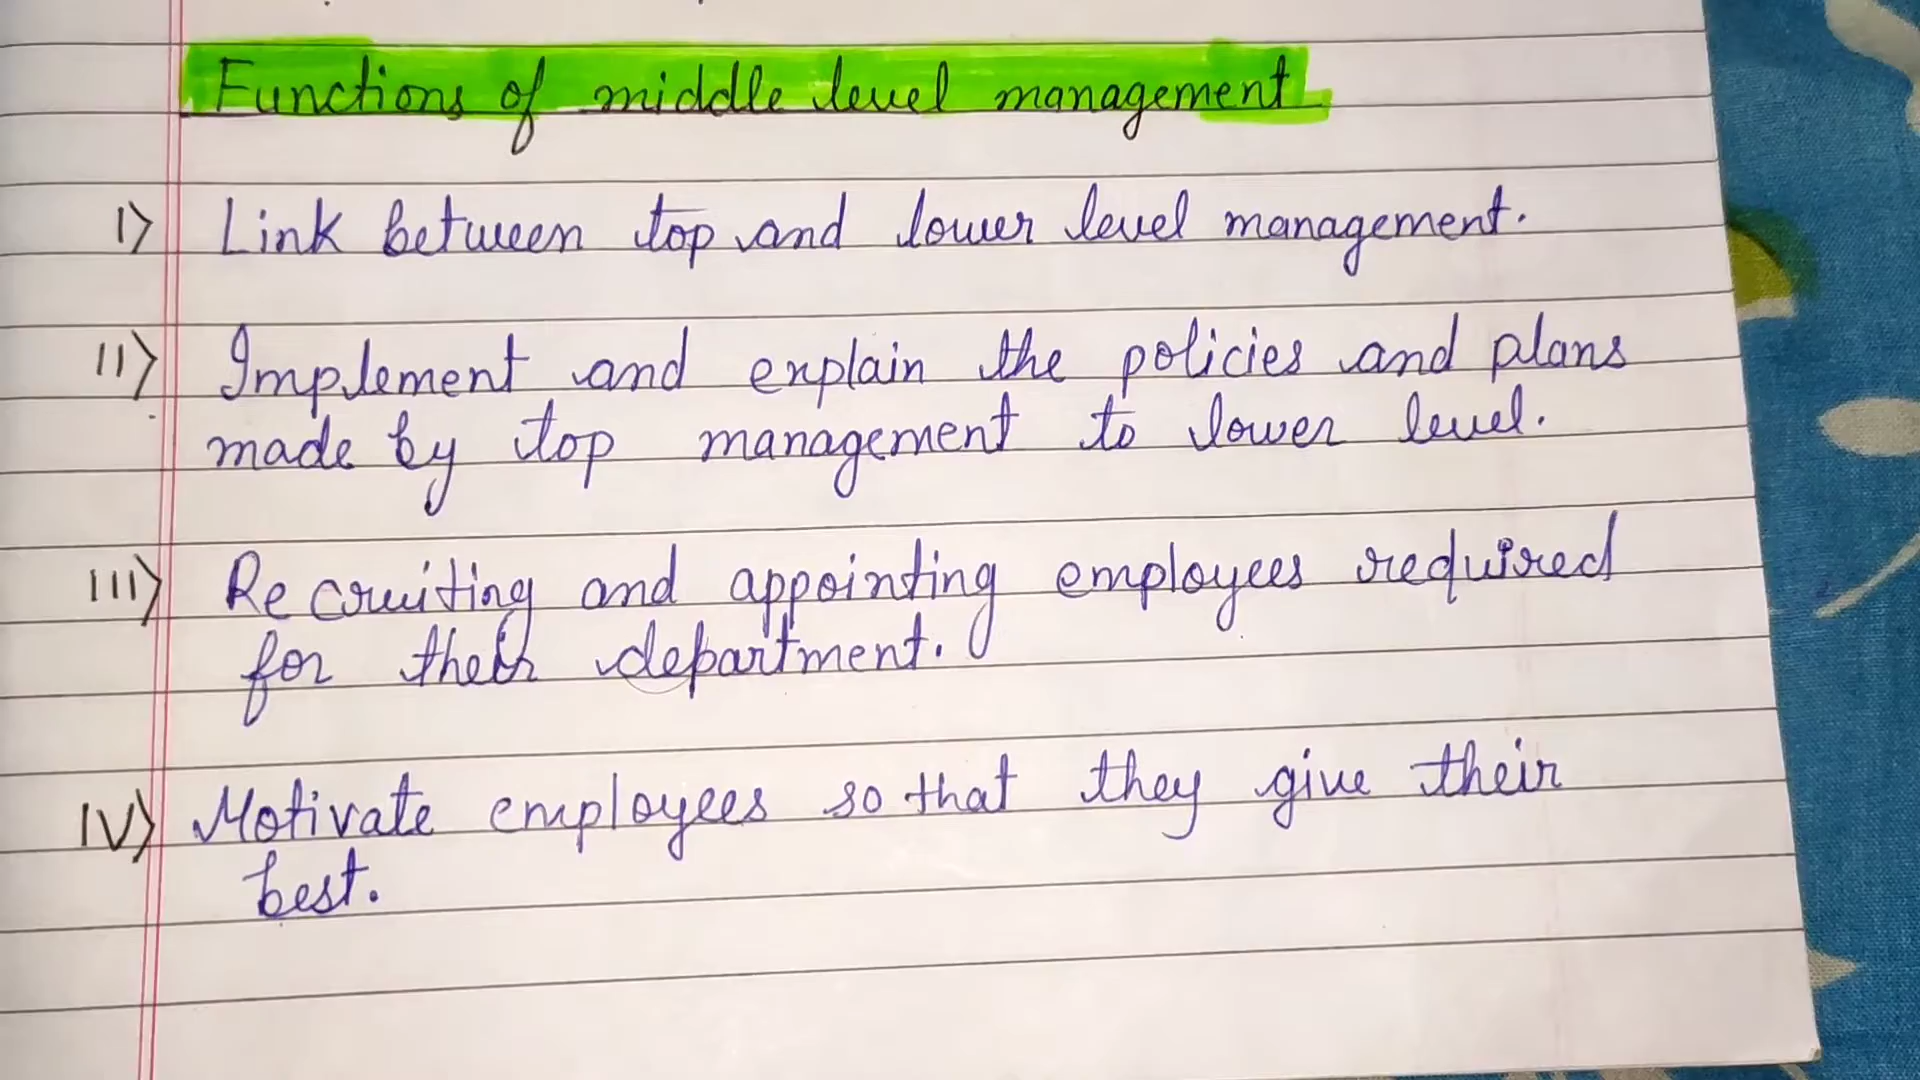 Functions of middle level management
I) Link between top and lower level management.
II) Implement and explain the policies and plans
made by top management to lower level.
III) Recruiting and appointing employees required
for their department.
IV) Motivate employees so that they give their
best.